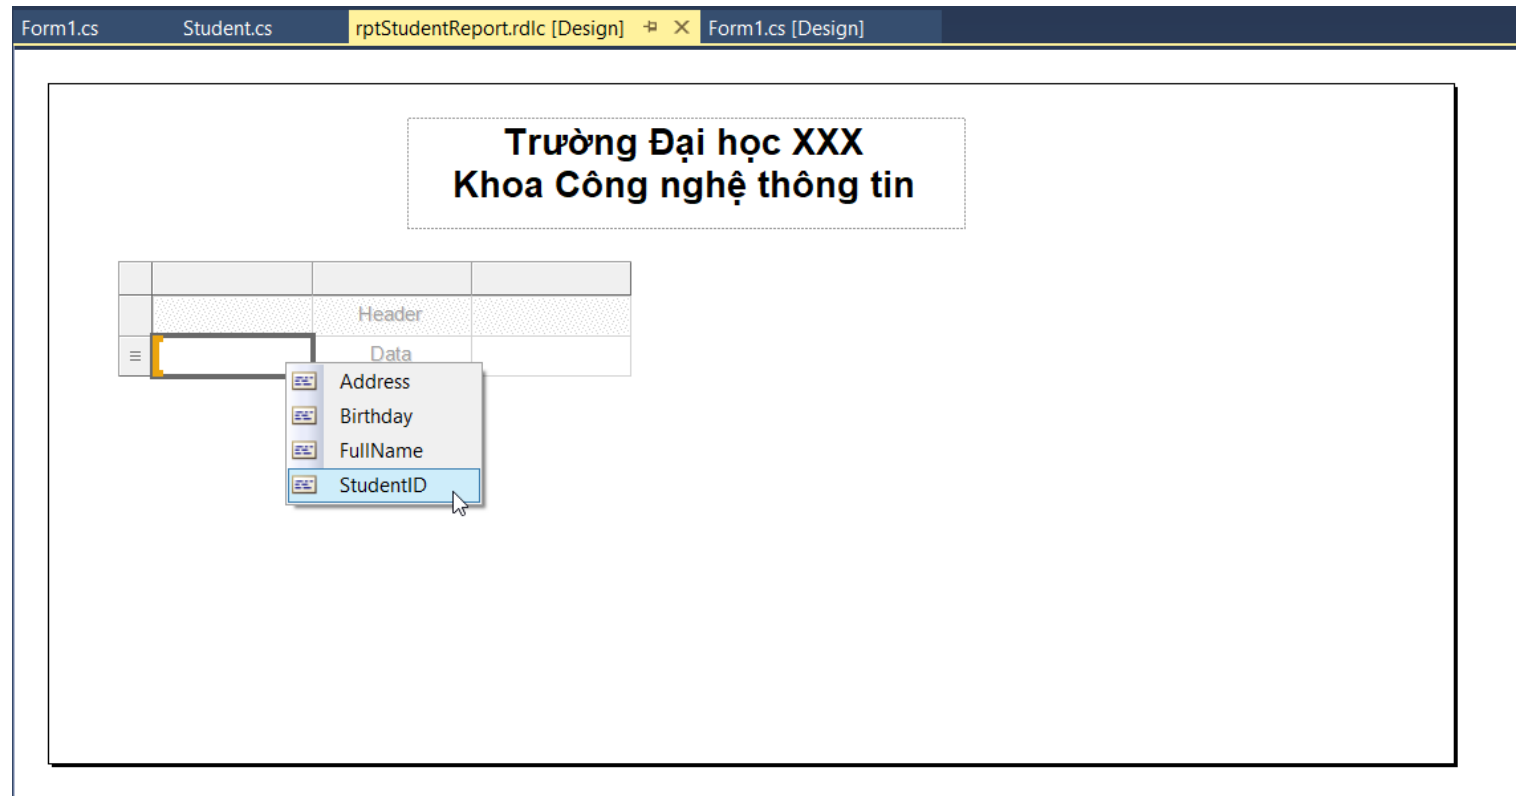 Form1.cs Student.cs rptStudentReport.rdlc [Design] Form1.cs [Design]
Trường Đại học XXX
Khoa Công nghệ thông tin
Header
Data
Address
Birthday
FullName
StudentID